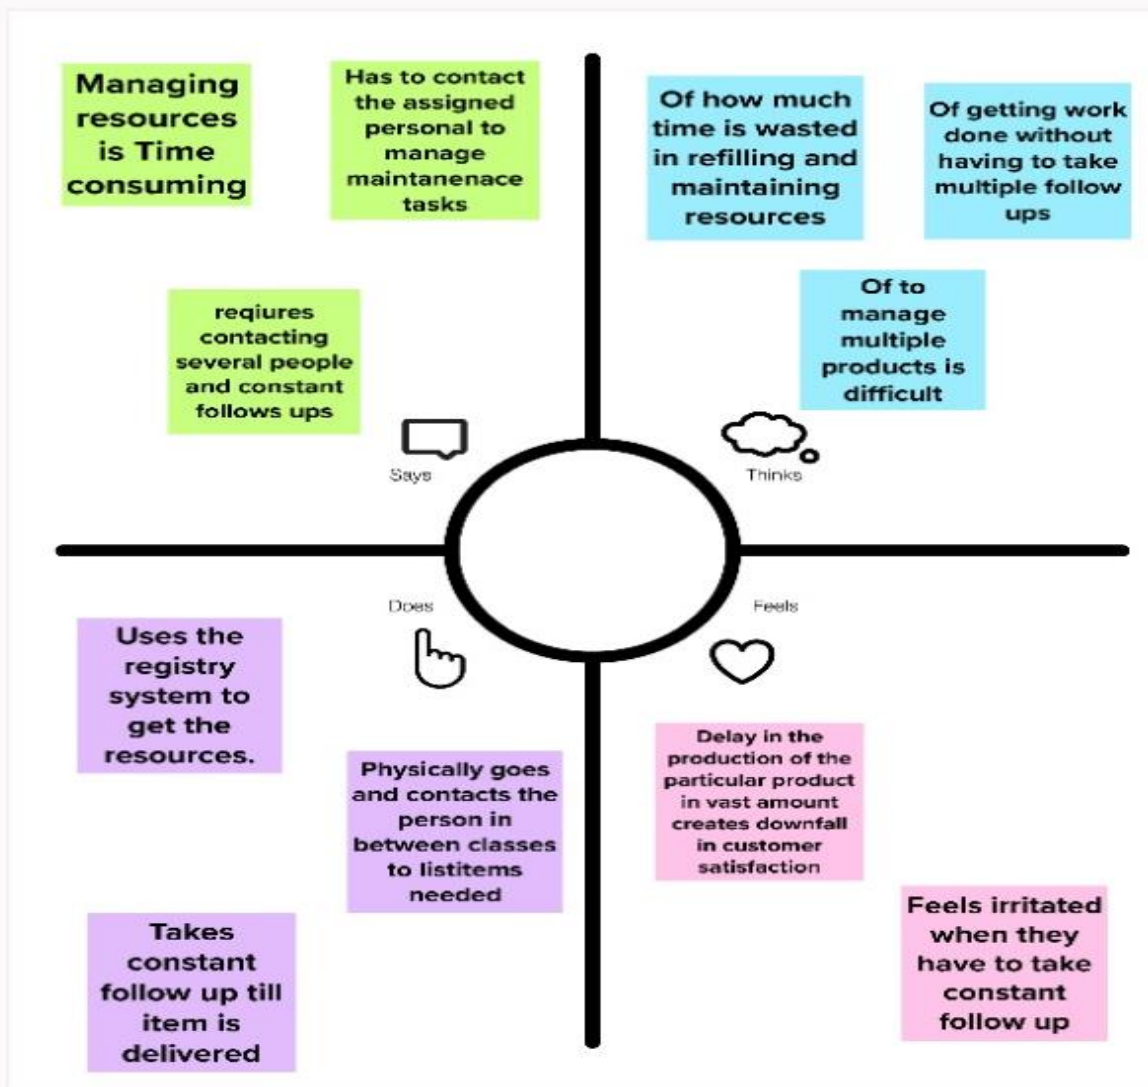 Managing
resources
is Time
consuming
Has to contact
the assigned
personal to
manage
maintanenace
tasks
reqiures
contacting
several people
and constant
follows ups
Says
Of how much
time is wasted
in refilling and
maintaining
resources
Of getting work
done without
having to take
multiple follow
ups
Of to
manage
multiple
products is
difficult
Thinks
Does
Uses the
registry
system to
get the
resources.
Physically goes
and contacts the
person in
between classes
to listitems
needed
Takes
constant
follow up till
item is
delivered
Feels
Delay in the
production of the
particular product
in vast amount
creates downfall
in customer
satisfaction
Feels irritated
when they
have to take
constant
follow up